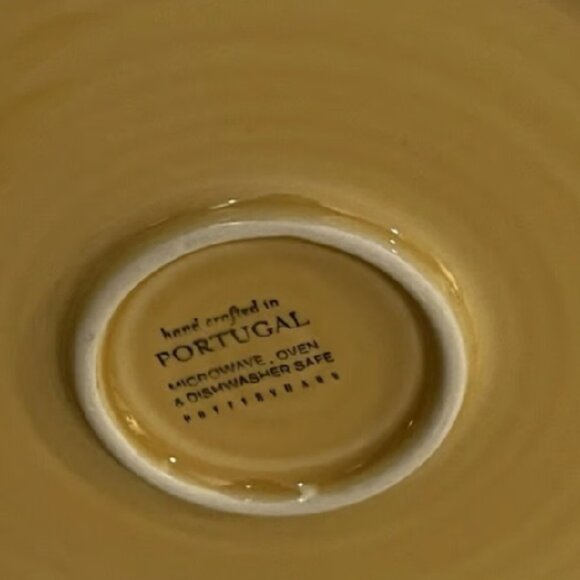 hand crafted in
PORTUGAL
MICROWAVE, OVEN
& DISHWASHER SAFE
POTTERYBARN